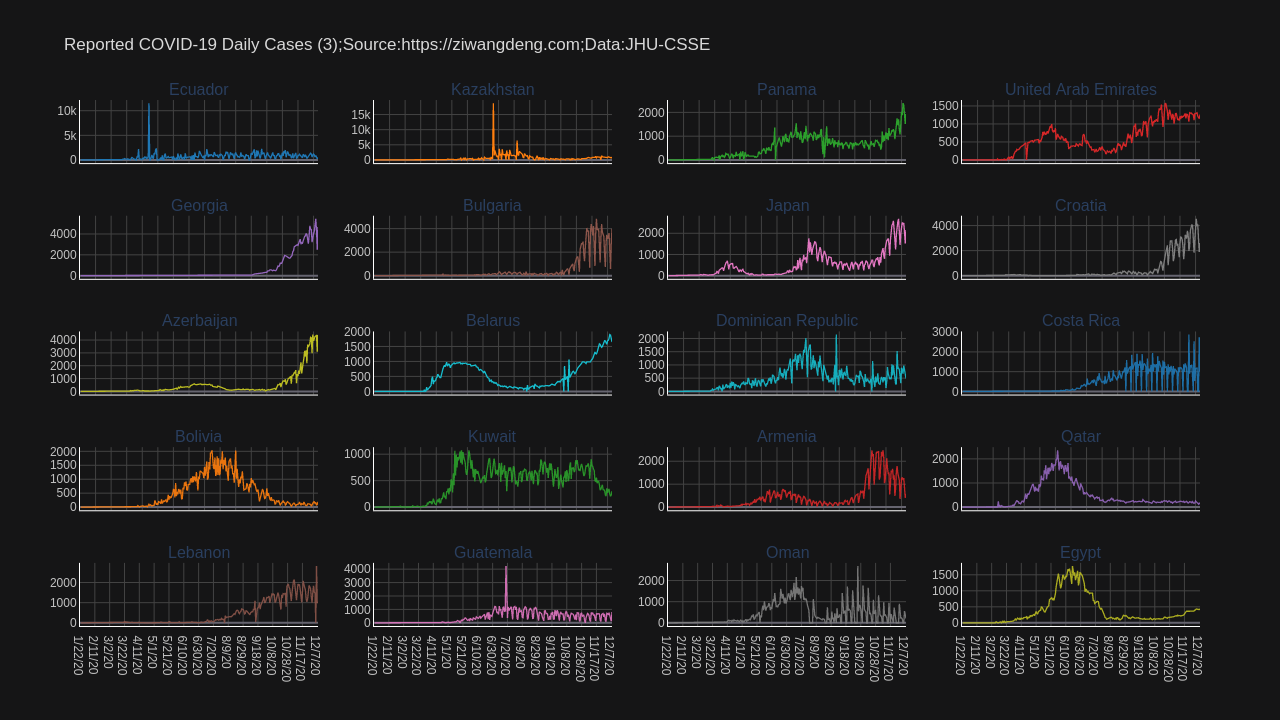 Reported COVID-19 Daily Cases (3);Source:https://ziwangdeng.com;Data:JHU-CSSE
Ecuador
10k
5k
0
Kazakhstan
15k
10k
5k
0
Panama
2000
1000
0
United Arab Emirates
1500
1000
500
0
Georgia
4000
2000
0
Bulgaria
4000
2000
0
Japan
2000
1000
0
Croatia
4000
2000
0
Azerbaijan
4000
3000
2000
1000
0
Belarus
2000
1500
1000
500
0
Dominican Republic
2000
1500
1000
500
0
Costa Rica
3000
2000
1000
0
Bolivia
2000
1500
1000
500
0
Kuwait
1000
500
0
Armenia
2000
1000
0
Qatar
2000
1000
0
Lebanon
2000
1000
0
Guatemala
4000
3000
2000
1000
0
Oman
2000
1000
0
Egypt
1500
1000
500
0
1/22/20 2/11/20 3/2/20 3/22/20 4/11/20 5/1/20 5/21/20 6/10/20 6/30/20 7/20/20 8/9/20 8/29/20 9/18/20 10/8/20 10/28/20 11/17/20 12/7/20
1/22/20 2/11/20 3/2/20 3/22/20 4/11/20 5/1/20 5/21/20 6/10/20 6/30/20 7/20/20 8/9/20 8/29/20 9/18/20 10/8/20 10/28/20 11/17/20 12/7/20
1/22/20 2/11/20 3/2/20 3/22/20 4/11/20 5/1/20 5/21/20 6/10/20 6/30/20 7/20/20 8/9/20 8/29/20 9/18/20 10/8/20 10/28/20 11/17/20 12/7/20
1/22/20 2/11/20 3/2/20 3/22/20 4/11/20 5/1/20 5/21/20 6/10/20 6/30/20 7/20/20 8/9/20 8/29/20 9/18/20 10/8/20 10/28/20 11/17/20 12/7/20